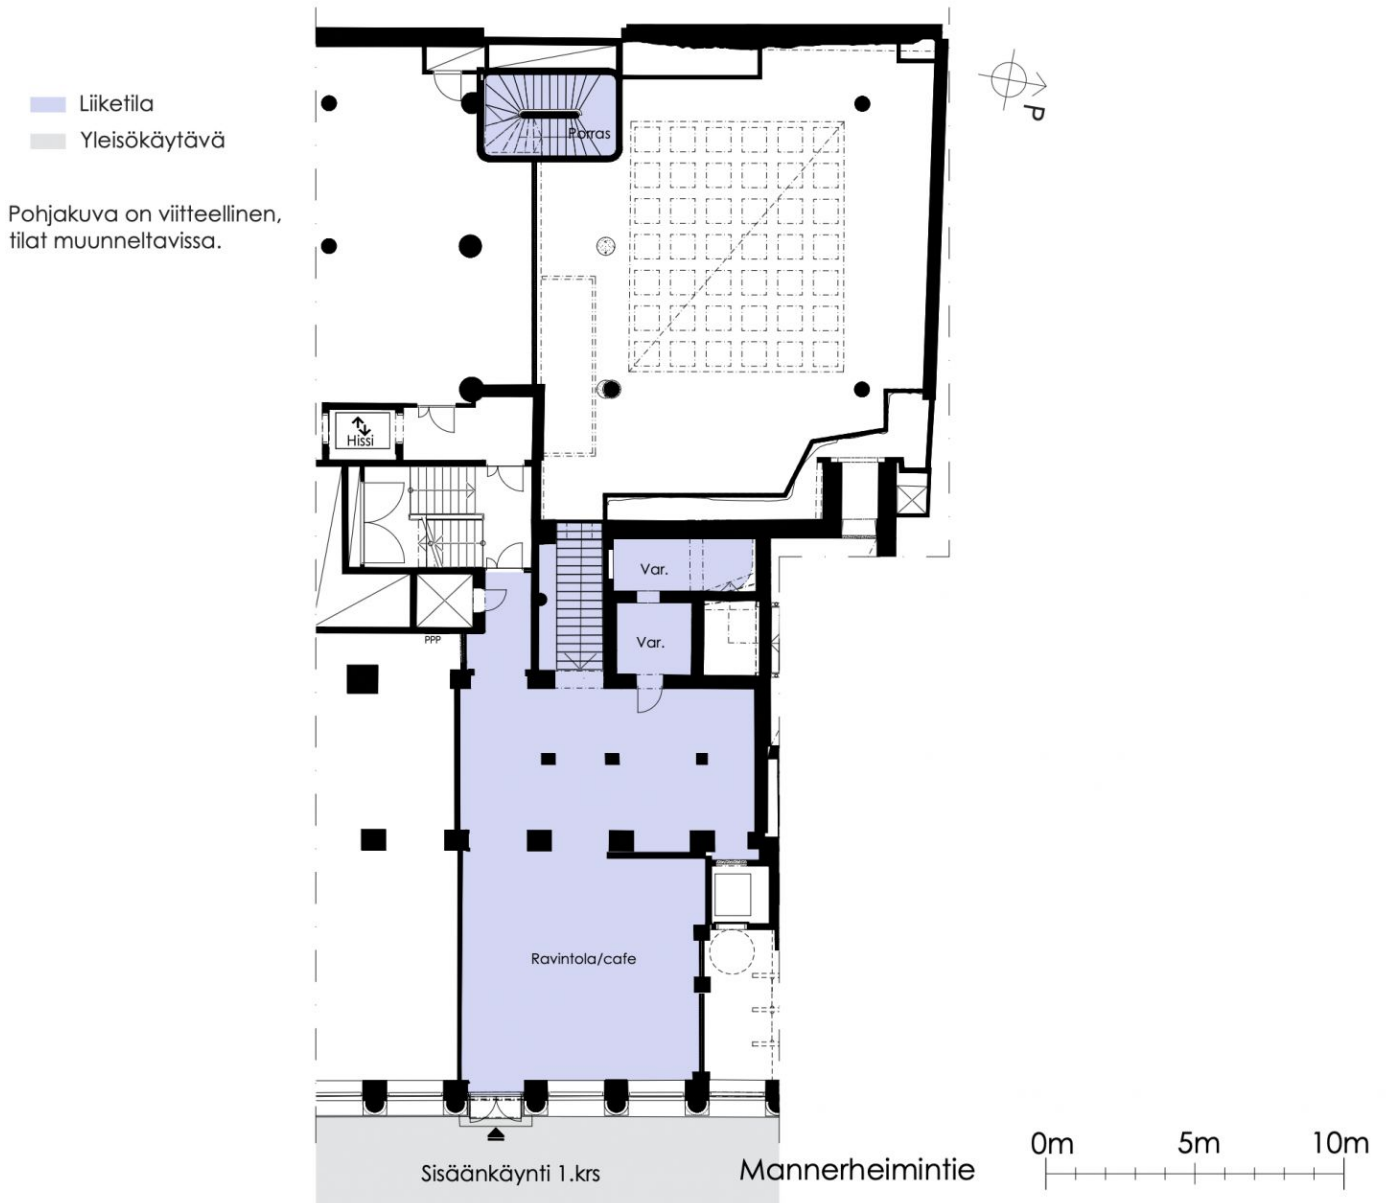 Liiketila
Yleisökäytävä
Pohjakuva on viitteellinen,
tilat muunneltavissa.
Porras
P
Hissi
Var.
Var.
PPP
Ravintola/cafe
Sisäänkäynti 1.krs
Mannerheimintie
0m 5m 10m